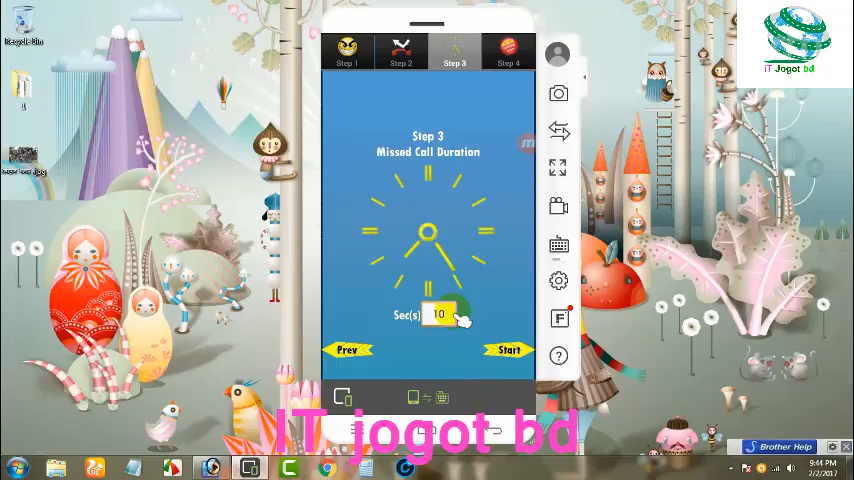 Recycle Bin
1
Step 1
Step 2
Step 3
Step 4
iT Jogot bd
Step 3
Missed Call Duration
Sec(s)
10
Prev
Start
IT jogot bd
Brother Help
9:44 PM
2/2/2017